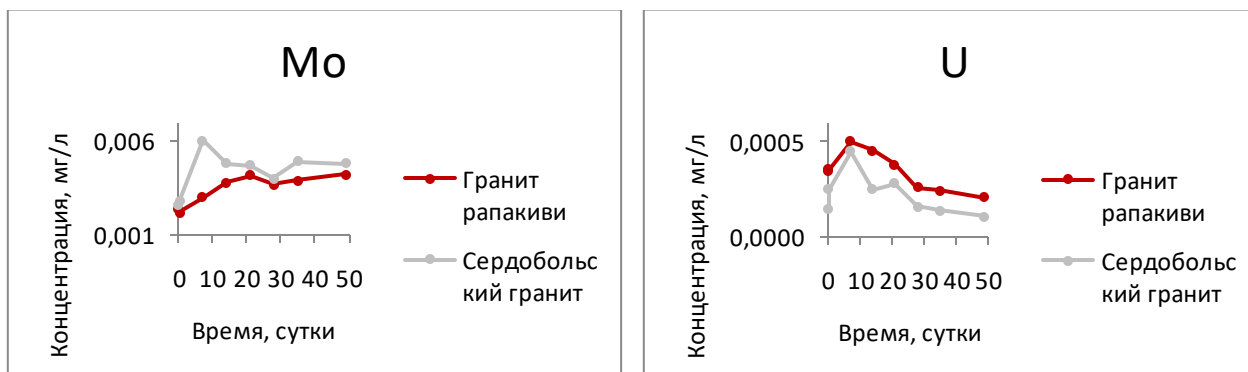 Mo
Концентрация, мг/л
0,006
0,001
0 10 20 30 40 50
Время, сутки
Гранит
рапакиви
Сердобольс
кий гранит
U
Концентрация, мг/л
0,0005
0,0000
0 10 20 30 40 50
Время, сутки
Гранит
рапакиви
Сердобольс
кий гранит